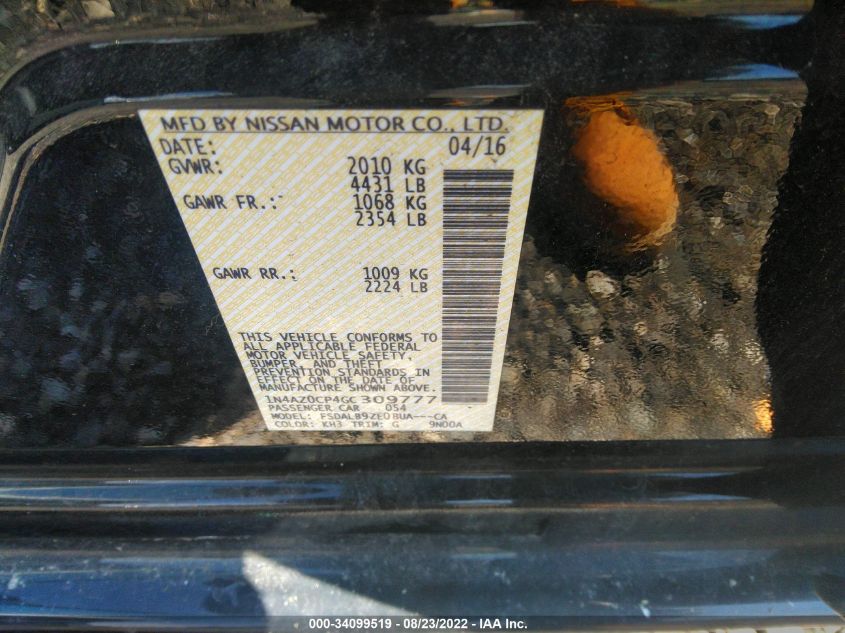 MFD BY NISSAN MOTOR CO., LTD.
DATE: 04/16
GVWR: 2010 KG
4431 LB
GAWR FR.: 1068 KG
2354 LB
GAWR RR.: 1009 KG
2224 LB
THIS VEHICLE CONFORMS TO
ALL APPLICABLE FEDERAL
MOTOR VEHICLE SAFETY,
BUMPER, AND THEFT
PREVENTION STANDARDS IN
EFFECT ON THE DATE OF
MANUFACTURE SHOWN ABOVE.
1N4AZ0CP4GC309777
PASSENGER CAR 054
MODEL: FSDALB9ZE0BUA---CA
COLOR: KH3 TRIM: G 9N00A
000-34099519 - 08/23/2022 - IAA Inc.